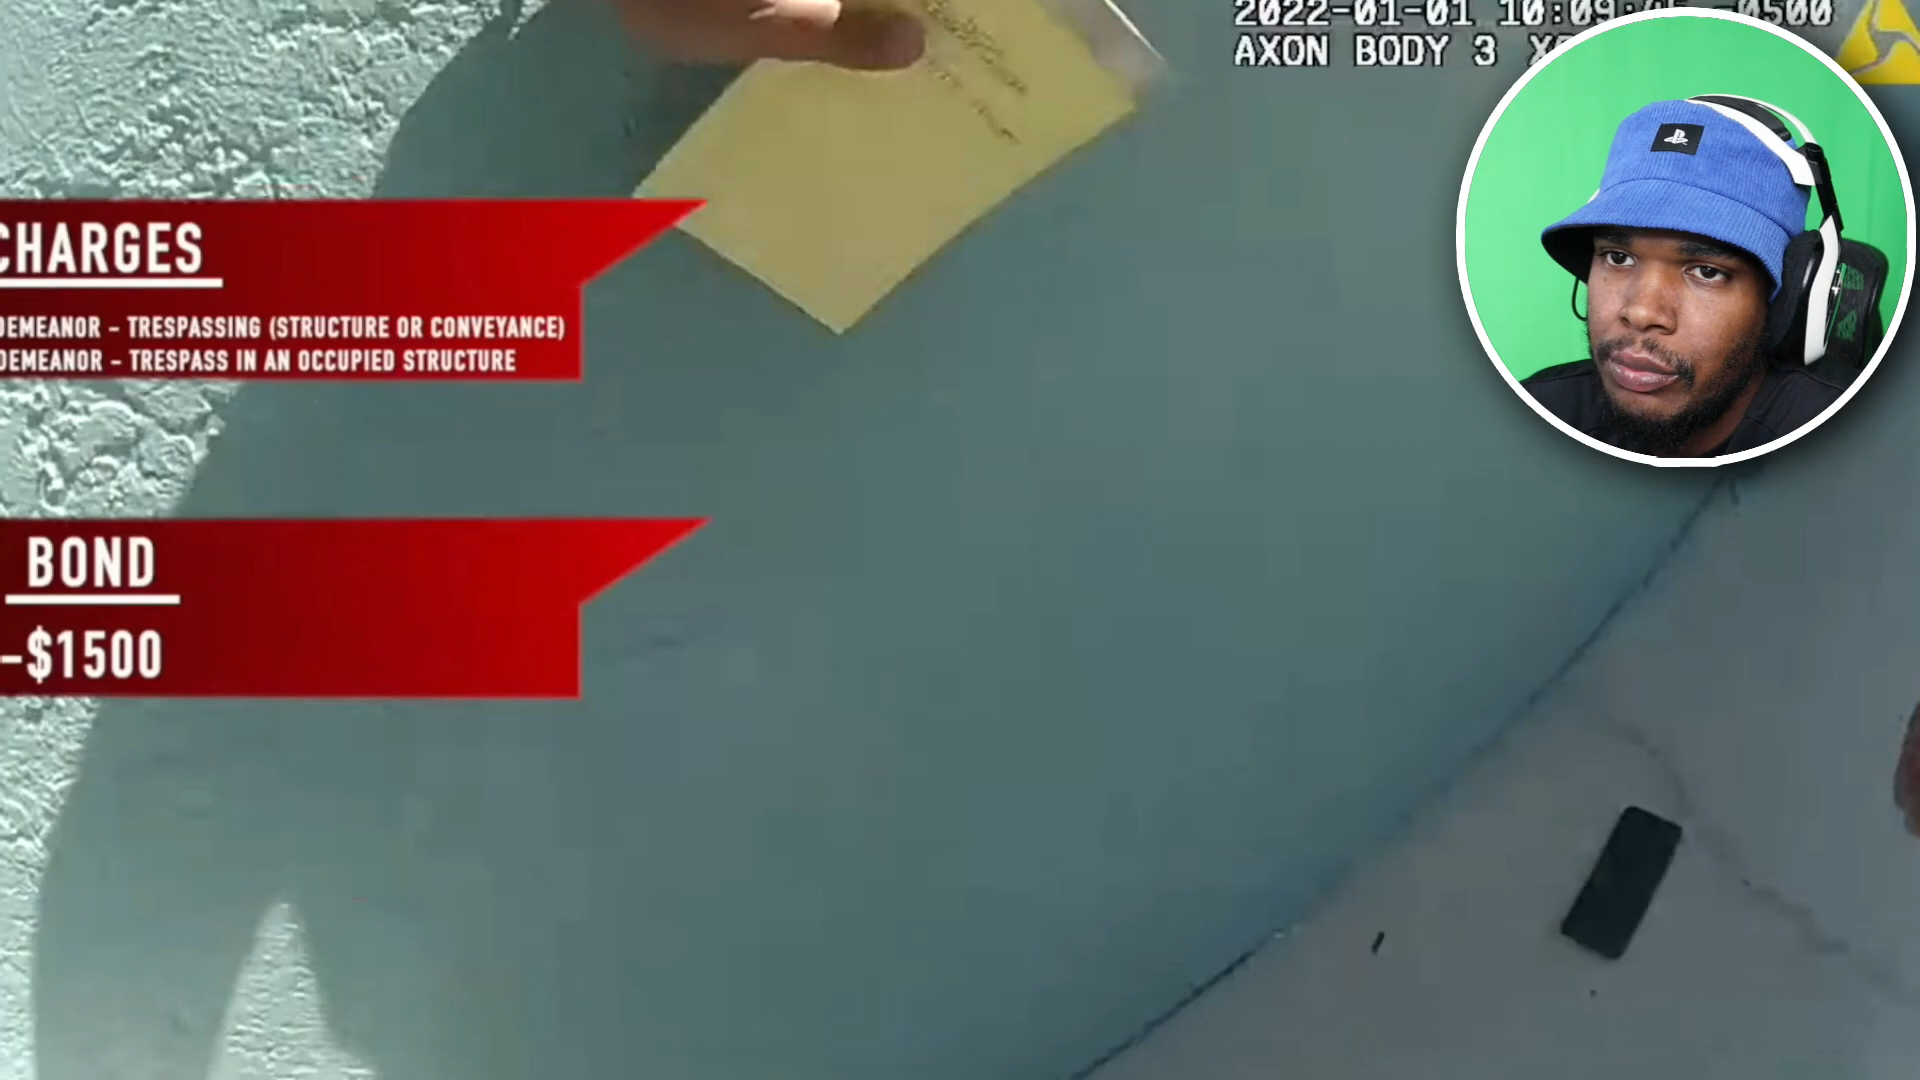 2022-01-01 10:09: -0500
AXON BODY 3
CHARGES
DEMEANOR - TRESPASSING (STRUCTURE OR CONVEYANCE)
DEMEANOR - TRESPASS IN AN OCCUPIED STRUCTURE
BOND
-$1500